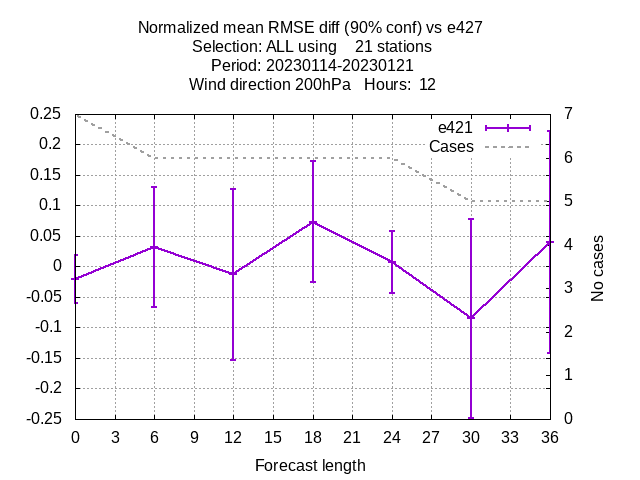 Normalized mean RMSE diff (90% conf) vs e427
Selection: ALL using    21 stations
Period: 20230114-20230121
Wind direction 200hPa   Hours:  12
e421
Cases
0.25
0.2
0.15
0.1
0.05
0
-0.05
-0.1
-0.15
-0.2
-0.25
7
6
5
4
3
2
1
0
No cases
0 3 6 9 12 15 18 21 24 27 30 33 36
Forecast length